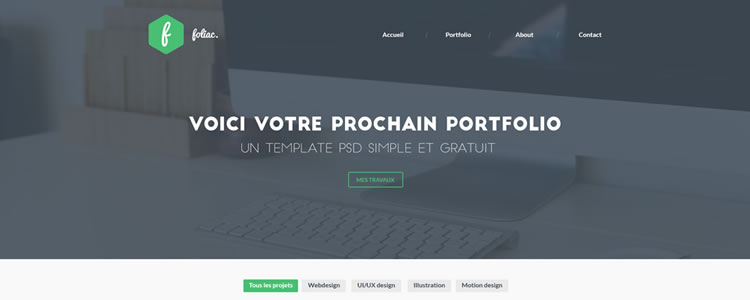 f foliac.
Accueil / Portfolio / About / Contact
VOICI VOTRE PROCHAIN PORTFOLIO
UN TEMPLATE PSD SIMPLE ET GRATUIT
MES TRAVAUX
Tous les projets Webdesign UI/UX design Illustration Motion design